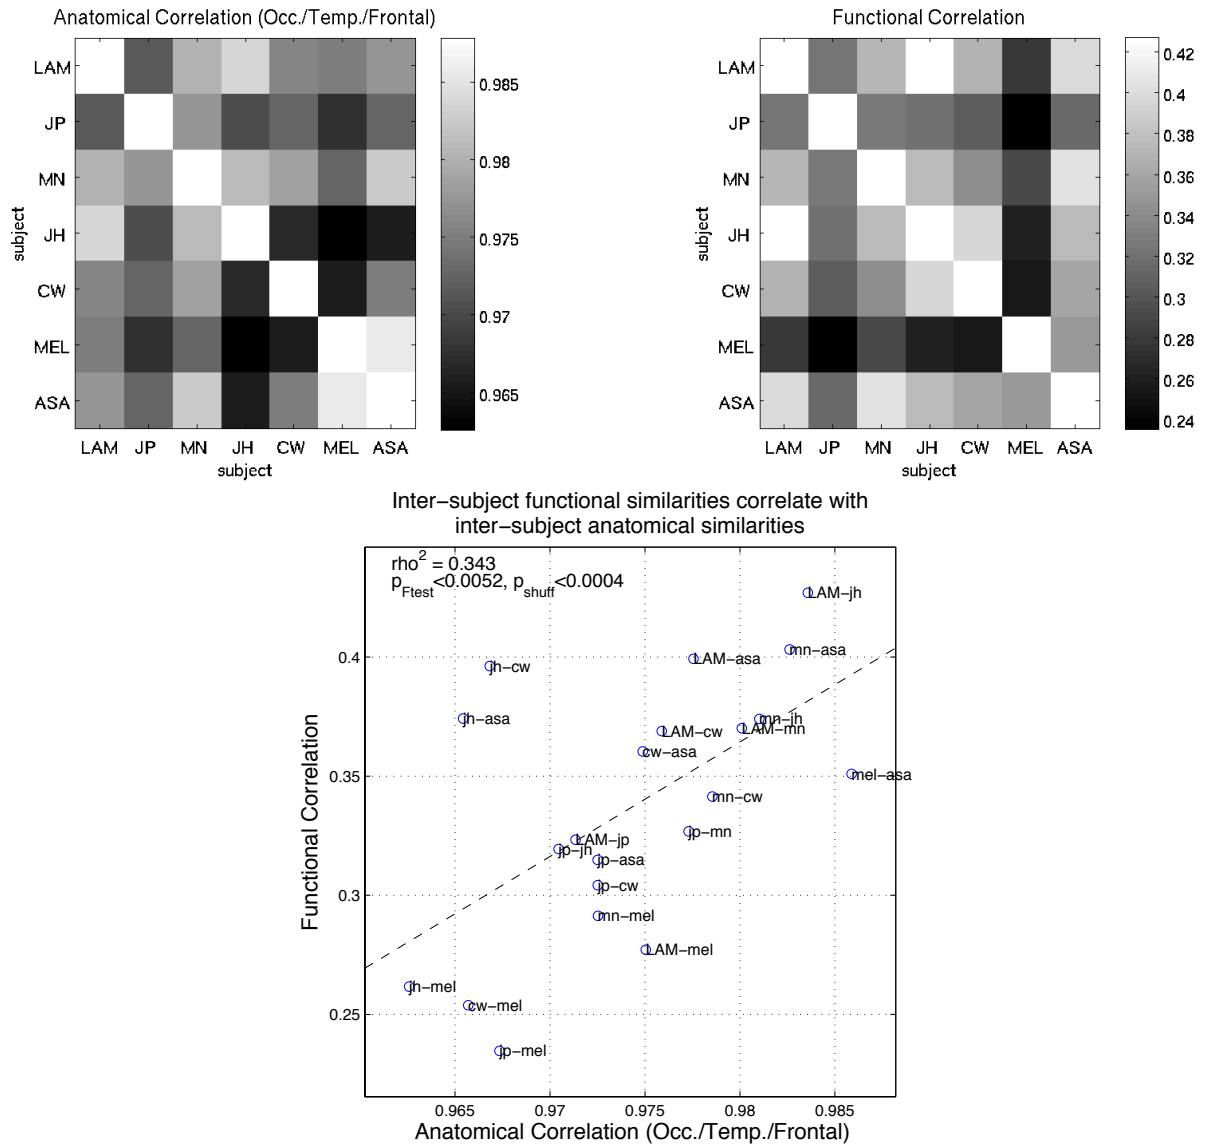 Anatomical Correlation (Occ./Temp./Frontal)
LAM
JP
MN
JH
CW
MEL
ASA
subject
LAM JP MN JH CW MEL ASA
subject
0.985
0.98
0.975
0.97
0.965
Functional Correlation
LAM
JP
MN
JH
CW
MEL
ASA
subject
LAM JP MN JH CW MEL ASA
subject
0.42
0.4
0.38
0.36
0.34
0.32
0.3
0.28
0.26
0.24
Inter−subject functional similarities correlate with
inter−subject anatomical similarities
rho² = 0.343
p_Ftest<0.0052, p_shuff<0.0004
LAM−jh
mn−asa
LAM−asa
jh−cw
jh−asa
mn−jh
LAM−mn
LAM−cw
cw−asa
mel−asa
mn−cw
jp−mn
LAM−jp
jp−jh
jp−asa
jp−cw
mn−mel
LAM−mel
jh−mel
cw−mel
jp−mel
0.4
0.35
0.3
0.25
Functional Correlation
0.965 0.97 0.975 0.98 0.985
Anatomical Correlation (Occ./Temp./Frontal)